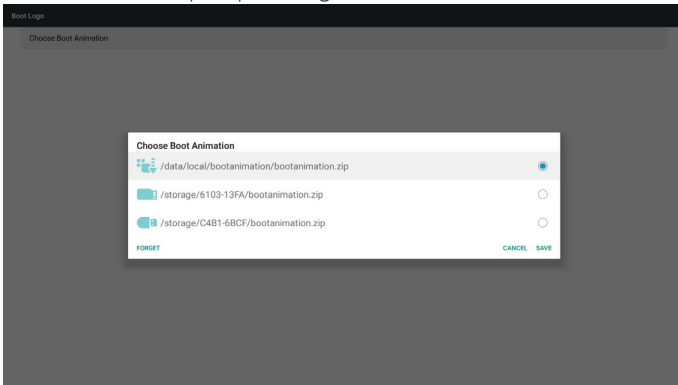 Boot Logo
Choose Boot Animation
Choose Boot Animation
/data/local/bootanimation/bootanimation.zip
/storage/6103-13FA/bootanimation.zip
/storage/C4B1-6BCF/bootanimation.zip
FORGET CANCEL SAVE